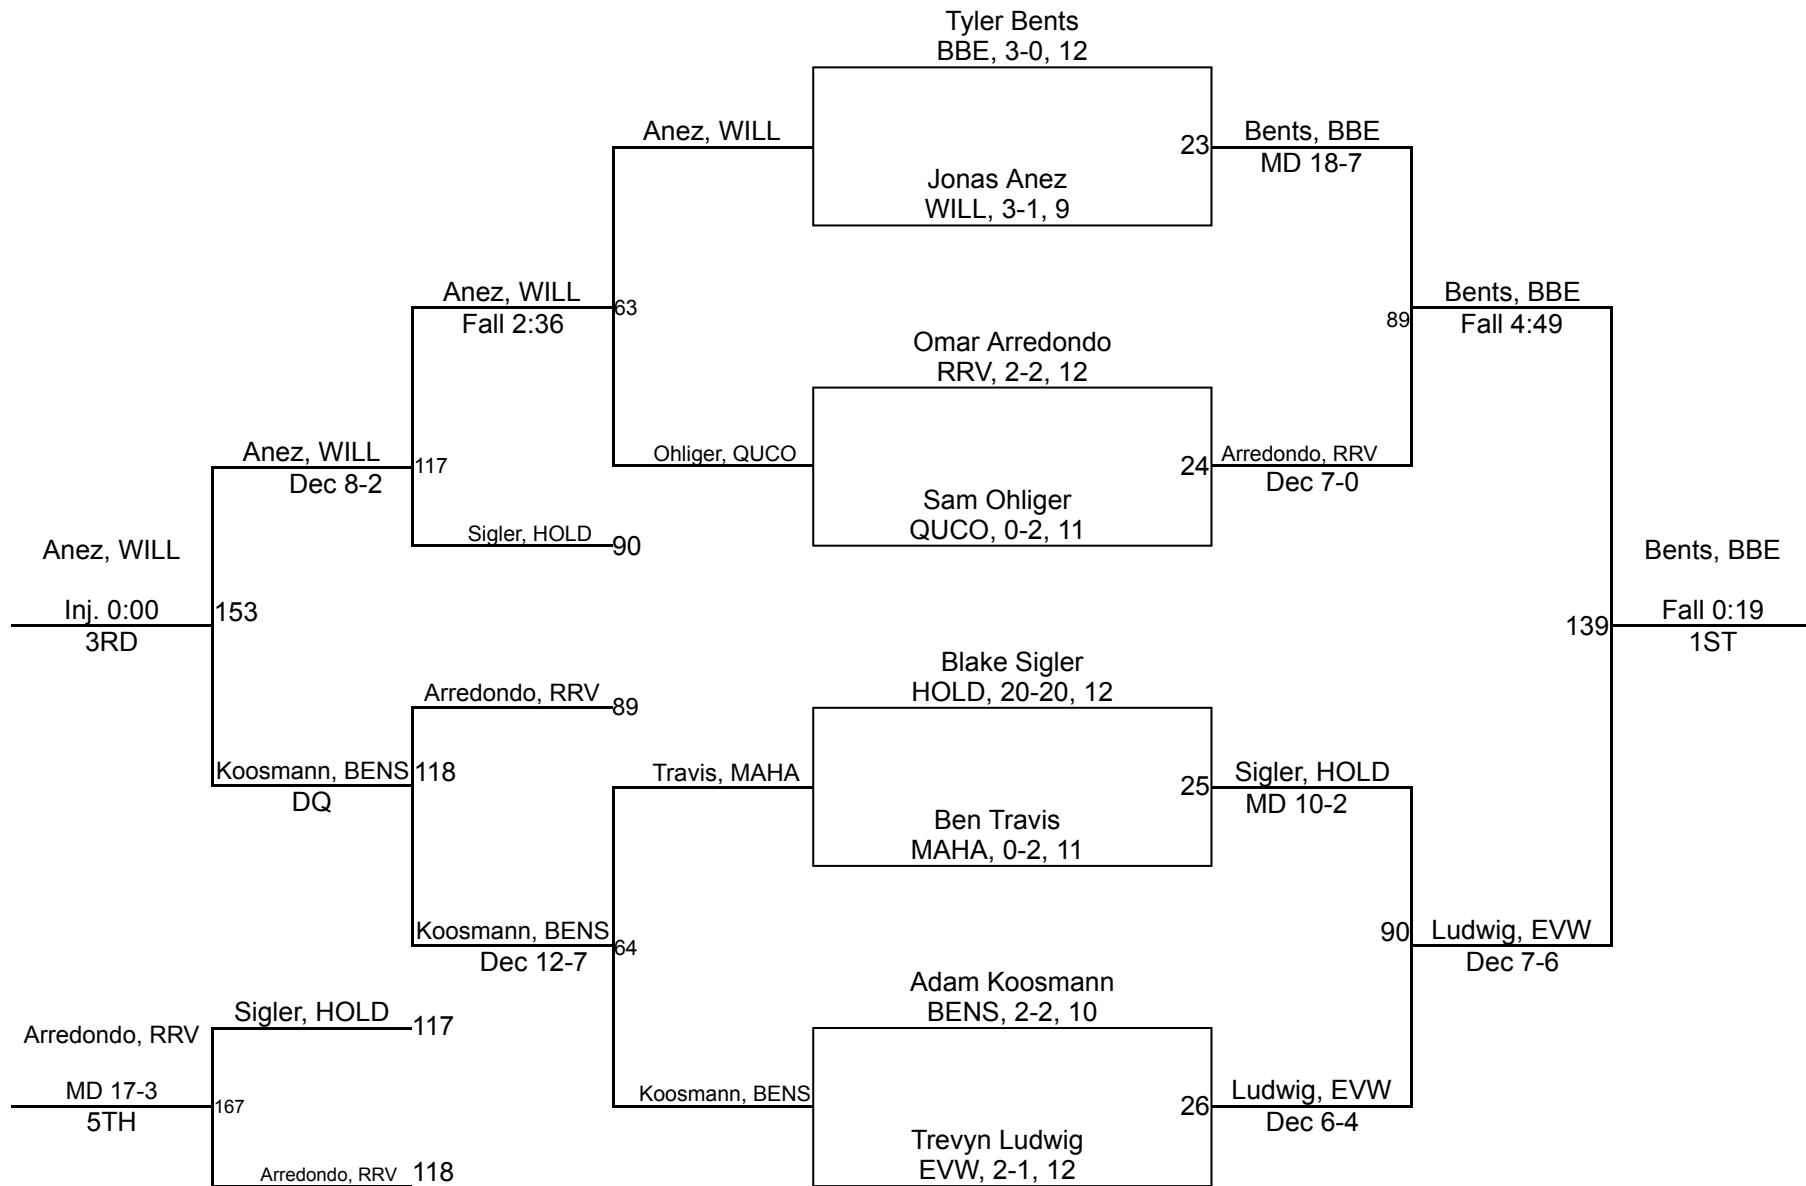 Tyler Bents
BBE, 3-0, 12
Anez, WILL
23
Bents, BBE
MD 18-7
Jonas Anez
WILL, 3-1, 9
Anez, WILL
Fall 2:36
63
89
Bents, BBE
Fall 4:49
Omar Arredondo
RRV, 2-2, 12
Anez, WILL
Dec 8-2
117
Ohliger, QUCO
24
Arredondo, RRV
Dec 7-0
Sam Ohliger
QUCO, 0-2, 11
Sigler, HOLD
90
Anez, WILL
Inj. 0:00
3RD
153
139
Bents, BBE
Fall 0:19
1ST
Blake Sigler
HOLD, 20-20, 12
Arredondo, RRV
89
Koosmann, BENS
DQ
118
Travis, MAHA
25
Sigler, HOLD
MD 10-2
Ben Travis
MAHA, 0-2, 11
Koosmann, BENS
Dec 12-7
64
90
Ludwig, EVW
Dec 7-6
Adam Koosmann
BENS, 2-2, 10
Sigler, HOLD
117
Arredondo, RRV
MD 17-3
5TH
167
Koosmann, BENS
26
Ludwig, EVW
Dec 6-4
Trevyn Ludwig
EVW, 2-1, 12
Arredondo, RRV
118